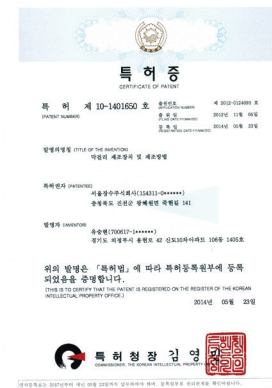 특허증
CERTIFICATE OF PATENT
특 허 제 10-1401650 호
(PATENT NUMBER)
출원번호 제 2012-0124693 호
(APPLICATION NUMBER)
출 원 일 2012년 11월 06일
(FILING DATE:YY/MM/DD)
등 록 일 2014년 05월 23일
(REGISTRATION DATE:YY/MM/DD)
발명의명칭 (TITLE OF THE INVENTION)
막걸리 제조장치 및 제조방법
특허권자 (PATENTEE)
서울장수주식회사(154311-0******)
충청북도 진천군 광혜원면 죽현길 141
발명자 (INVENTOR)
유승현(700617-1******)
경기도 의정부시 용현로 42 신도10차아파트 106동 1405호
위의 발명은 「특허법」에 따라 특허등록원부에 등록
되었음을 증명합니다.
(THIS IS TO CERTIFY THAT THE PATENT IS REGISTERED ON THE REGISTER OF THE KOREAN
INTELLECTUAL PROPERTY OFFICE.)
2014년 05월 23일
특허청장 김영민
COMMISSIONER, THE KOREAN INTELLECTUAL PROPERTY